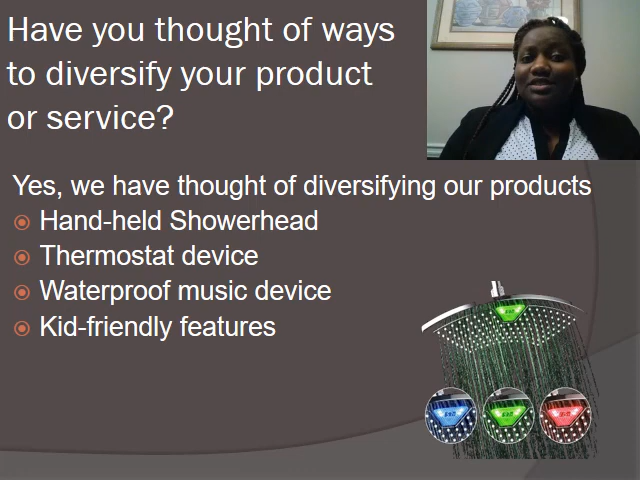 Have you thought of ways
to diversify your product
or service?
Yes, we have thought of diversifying our products
Hand-held Showerhead
Thermostat device
Waterproof music device
Kid-friendly features